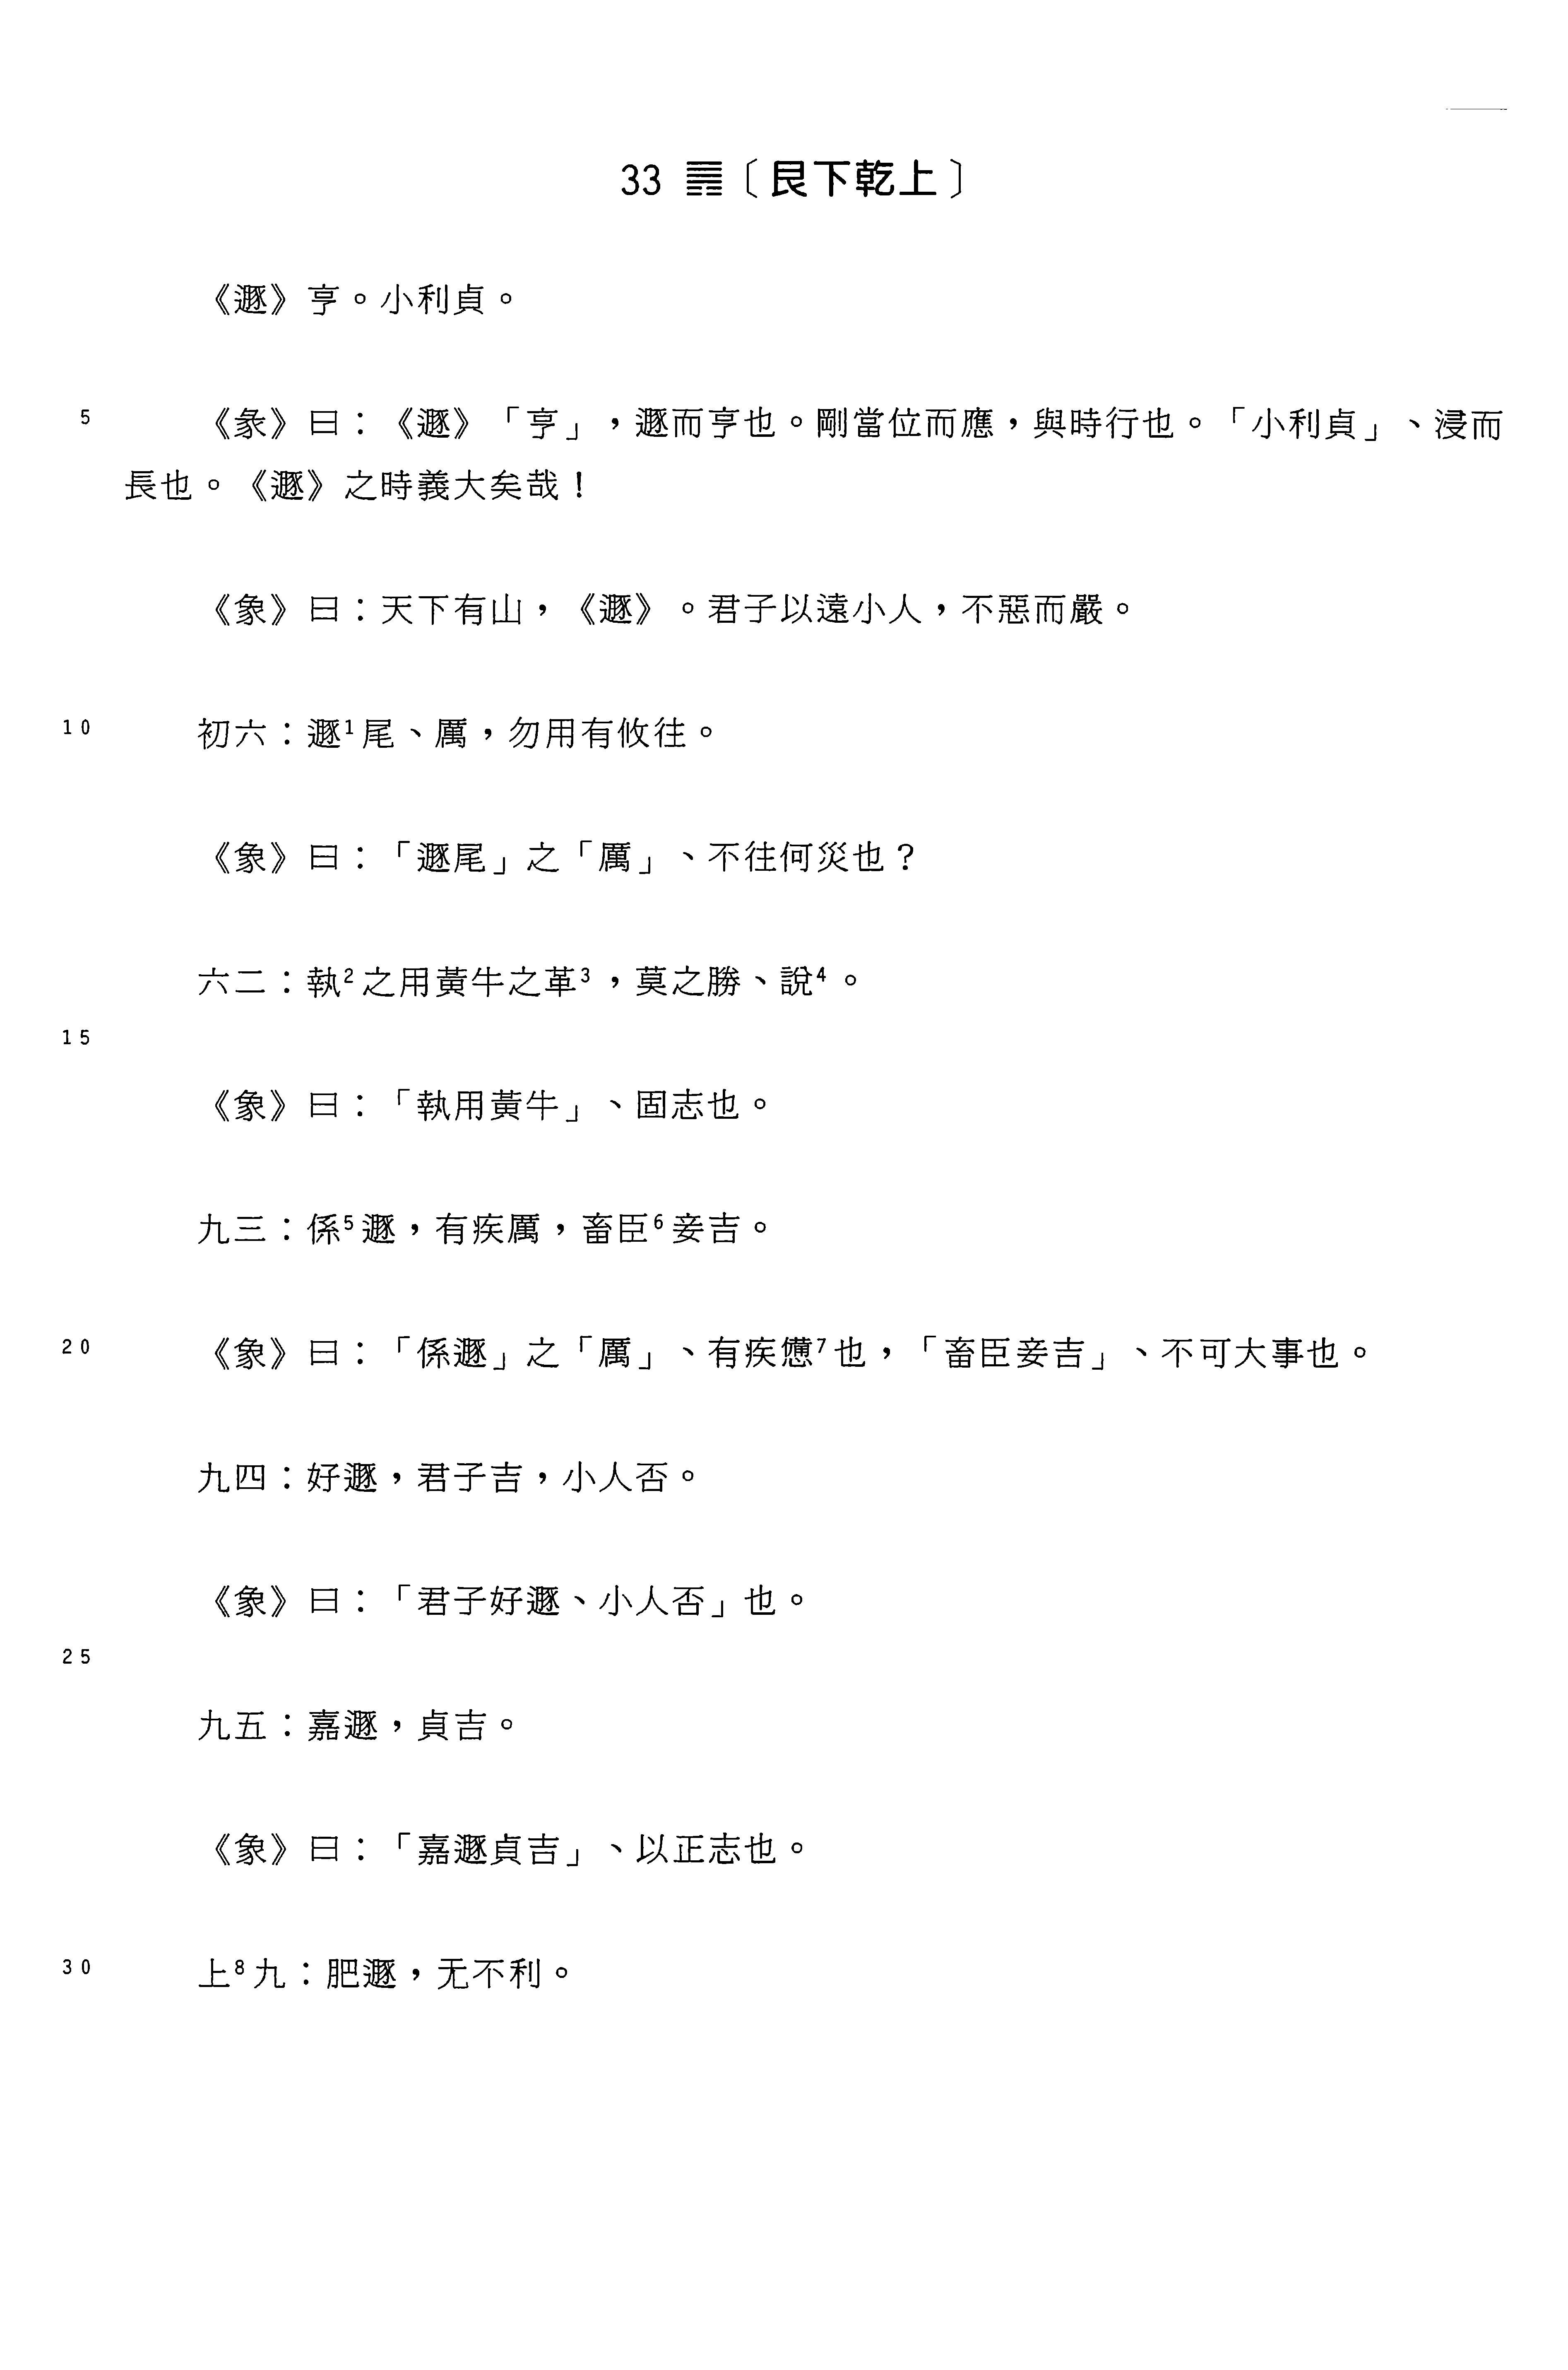 33 ䷠〔艮下乾上〕
《遯》亨。小利貞。
5 《彖》曰：《遯》「亨」，遯而亨也。剛當位而應，與時行也。「小利貞」、浸而
長也。《遯》之時義大矣哉！
《象》曰：天下有山，《遯》。君子以遠小人，不惡而嚴。
10 初六：遯¹尾、厲，勿用有攸往。
《象》曰：「遯尾」之「厲」、不往何災也？
六二：執²之用黃牛之革³，莫之勝、說⁴。
15
《象》曰：「執用黃牛」、固志也。
九三：係⁵遯，有疾厲，畜臣⁶妾吉。
20 《象》曰：「係遯」之「厲」、有疾憊⁷也，「畜臣妾吉」、不可大事也。
九四：好遯，君子吉，小人否。
《象》曰：「君子好遯、小人否」也。
25
九五：嘉遯，貞吉。
《象》曰：「嘉遯貞吉」、以正志也。
30 上⁸九：肥遯，无不利。